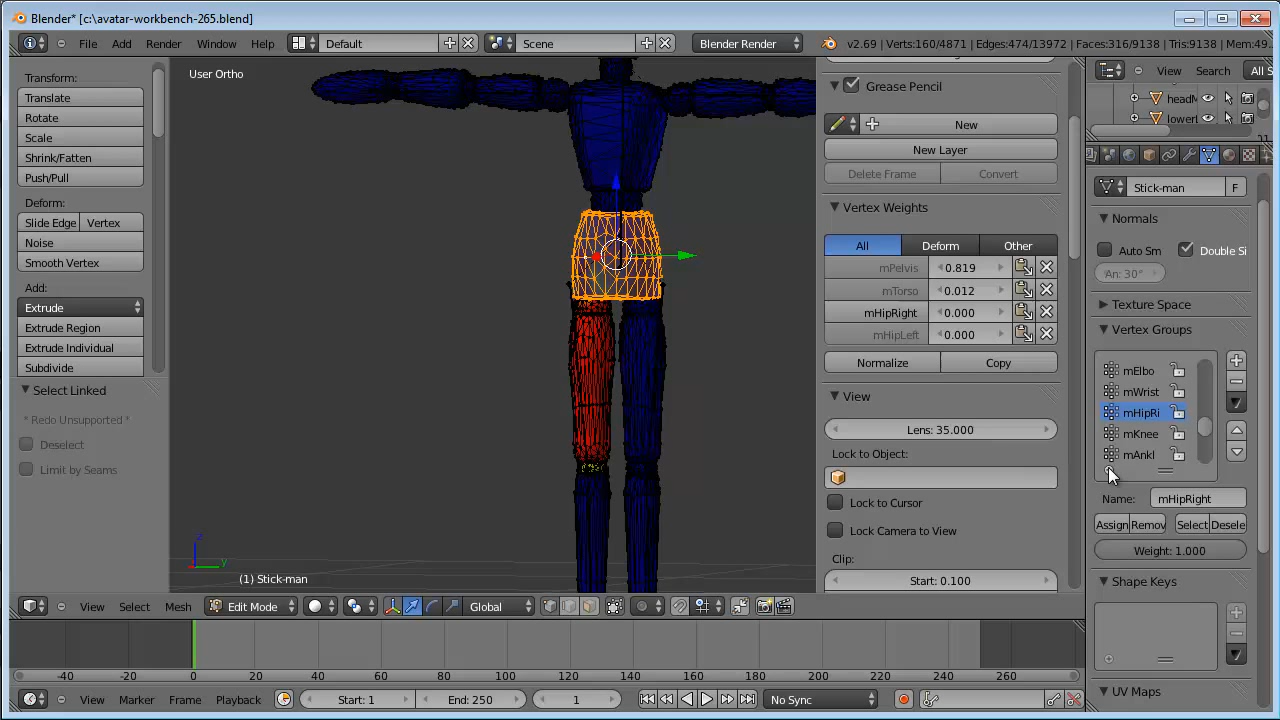 Blender* [c:\avatar-workbench-265.blend]
File Add Render Window Help Default Scene Blender Render v2.69 | Verts:160/4871 | Edges:474/13972 | Faces:316/9138 | Tris:9138 | Mem:49.
User Ortho
Transform:
Translate
Rotate
Scale
Shrink/Fatten
Push/Pull
Deform:
Slide Edge Vertex
Noise
Smooth Vertex
Add:
Extrude
Extrude Region
Extrude Individual
Subdivide
Select Linked
* Redo Unsupported *
Deselect
Limit by Seams
(1) Stick-man
Grease Pencil
New
New Layer
Delete Frame Convert
Vertex Weights
All Deform Other
mPelvis 0.819
mTorso 0.012
mHipRight 0.000
mHipLeft 0.000
Normalize Copy
View
Lens: 35.000
Lock to Object:
Lock to Cursor
Lock Camera to View
Clip:
Start: 0.100
View Search All S
headM
lowerl
Stick-man F
Normals
Auto Sm Double Si
An: 30°
Texture Space
Vertex Groups
mElbo
mWrist
mHipRi
mKnee
mAnkl
Name: mHipRight
Assign Remov Select Desele
Weight: 1.000
Shape Keys
UV Maps
z
y
View Select Mesh Edit Mode Global
-40 -20 0 20 40 60 80 100 120 140 160 180 200 220 240 260
View Marker Frame Playback Start: 1 End: 250 1 No Sync